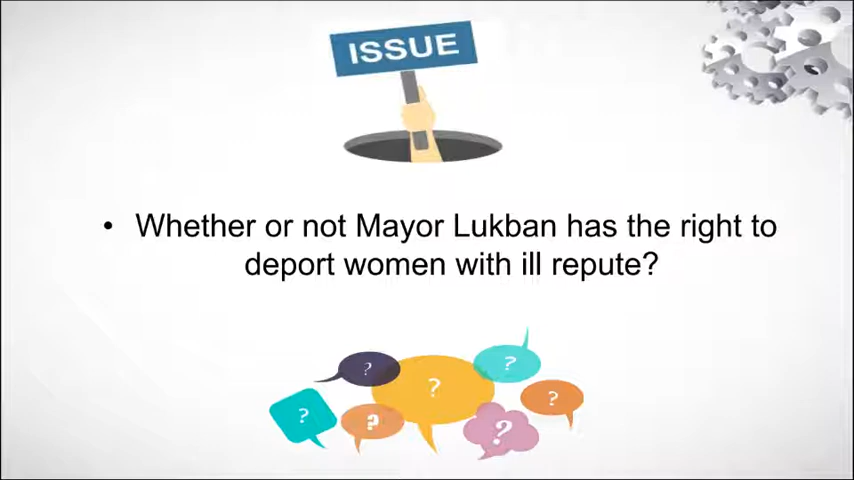 ISSUE
• Whether or not Mayor Lukban has the right to
deport women with ill repute?
?
?
?
?
?
?
?